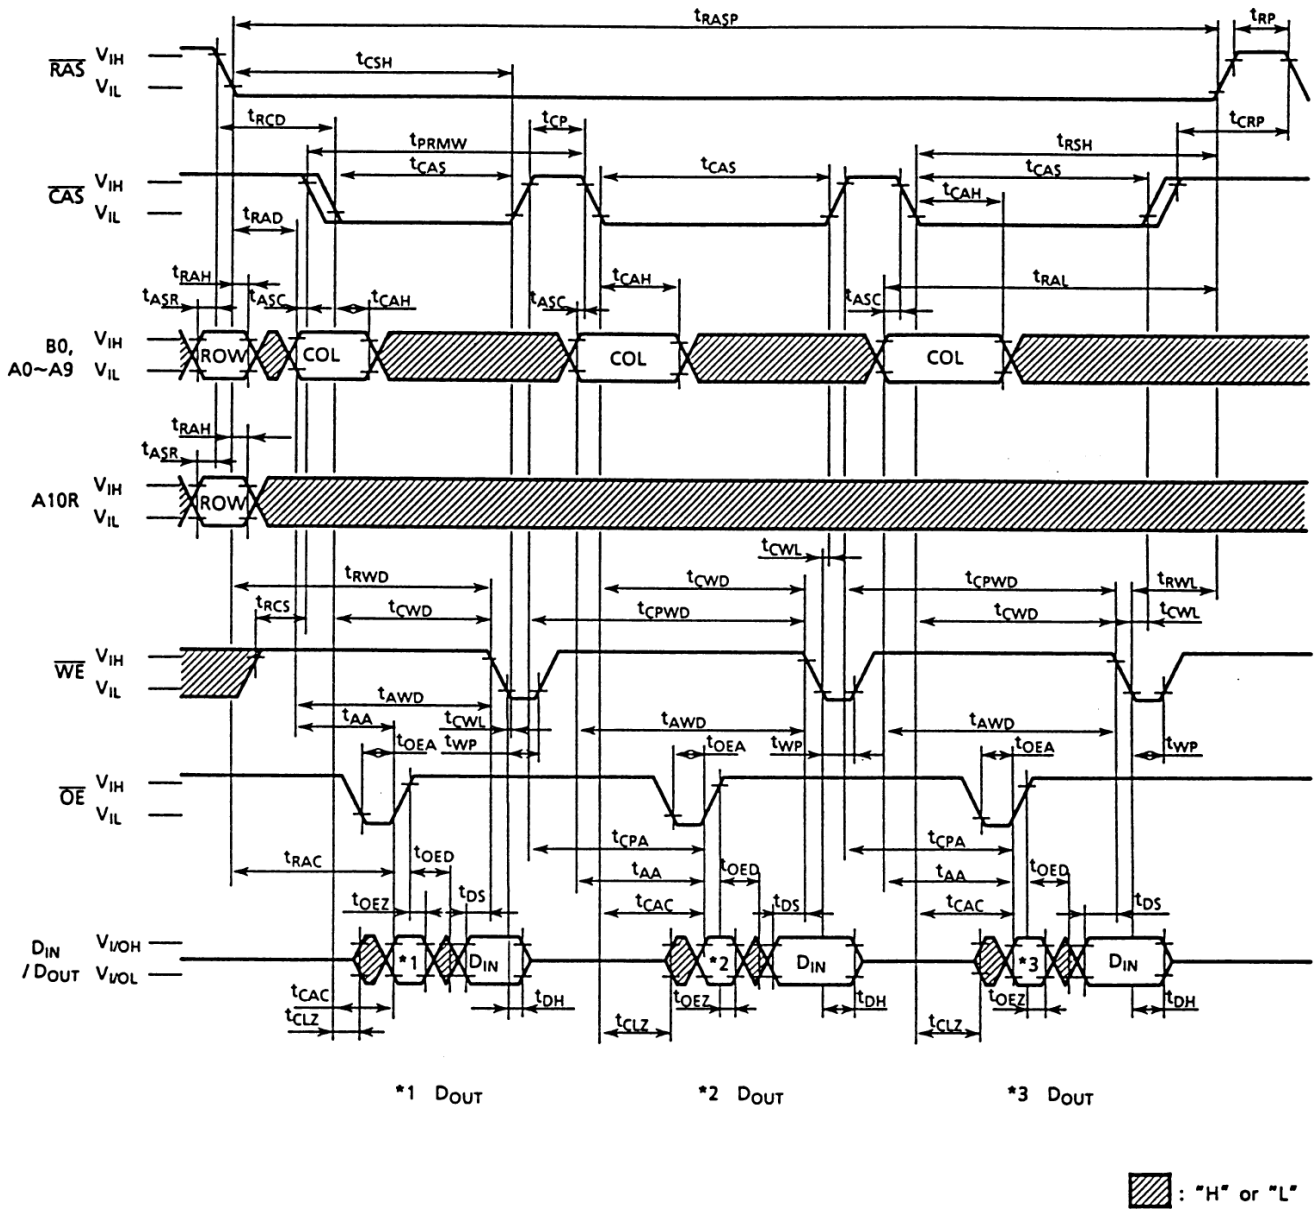 tRASP tRP
RAS VIH
VIL
tCSH
tRCD tCP tCRP
tPRMW tRSH
tCAS tCAS tCAS
CAS VIH
VIL
tCAH
tRAD
tRAH tCAH tRAL
tASR tASC tCAH tASC tASC
B0,
A0~A9 VIH
VIL
ROW COL COL COL
tRAH
tASR
A10R VIH
VIL
ROW
tCWL
tRWD tCWD tCPWD tRWL
tRCS tCWD tCPWD tCWD tCWL
WE VIH
VIL
tAWD tAWD tAWD
tAA tCWL
tOEA tWP tOEA tWP tOEA tWP
OE VIH
VIL
tCPA tCPA
tRAC tOED tAA tOED tAA tOED
tOEZ tDS tCAC tDS tCAC tDS
DIN
/ DOUT VI/OH
VI/OL
*1 DIN *2 DIN *3 DIN
tCAC tDH tOEZ tDH tOEZ tDH
tCLZ tCLZ tCLZ
*1 DOUT *2 DOUT *3 DOUT
: "H" or "L"